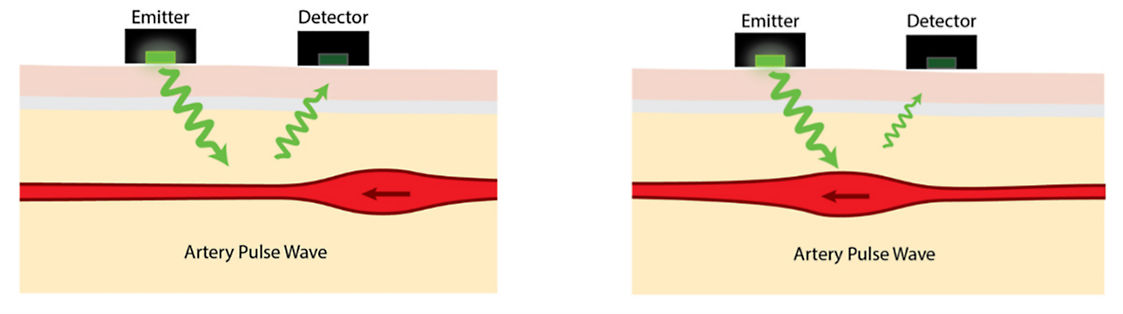 Emitter
Detector
Artery Pulse Wave
Emitter
Detector
Artery Pulse Wave